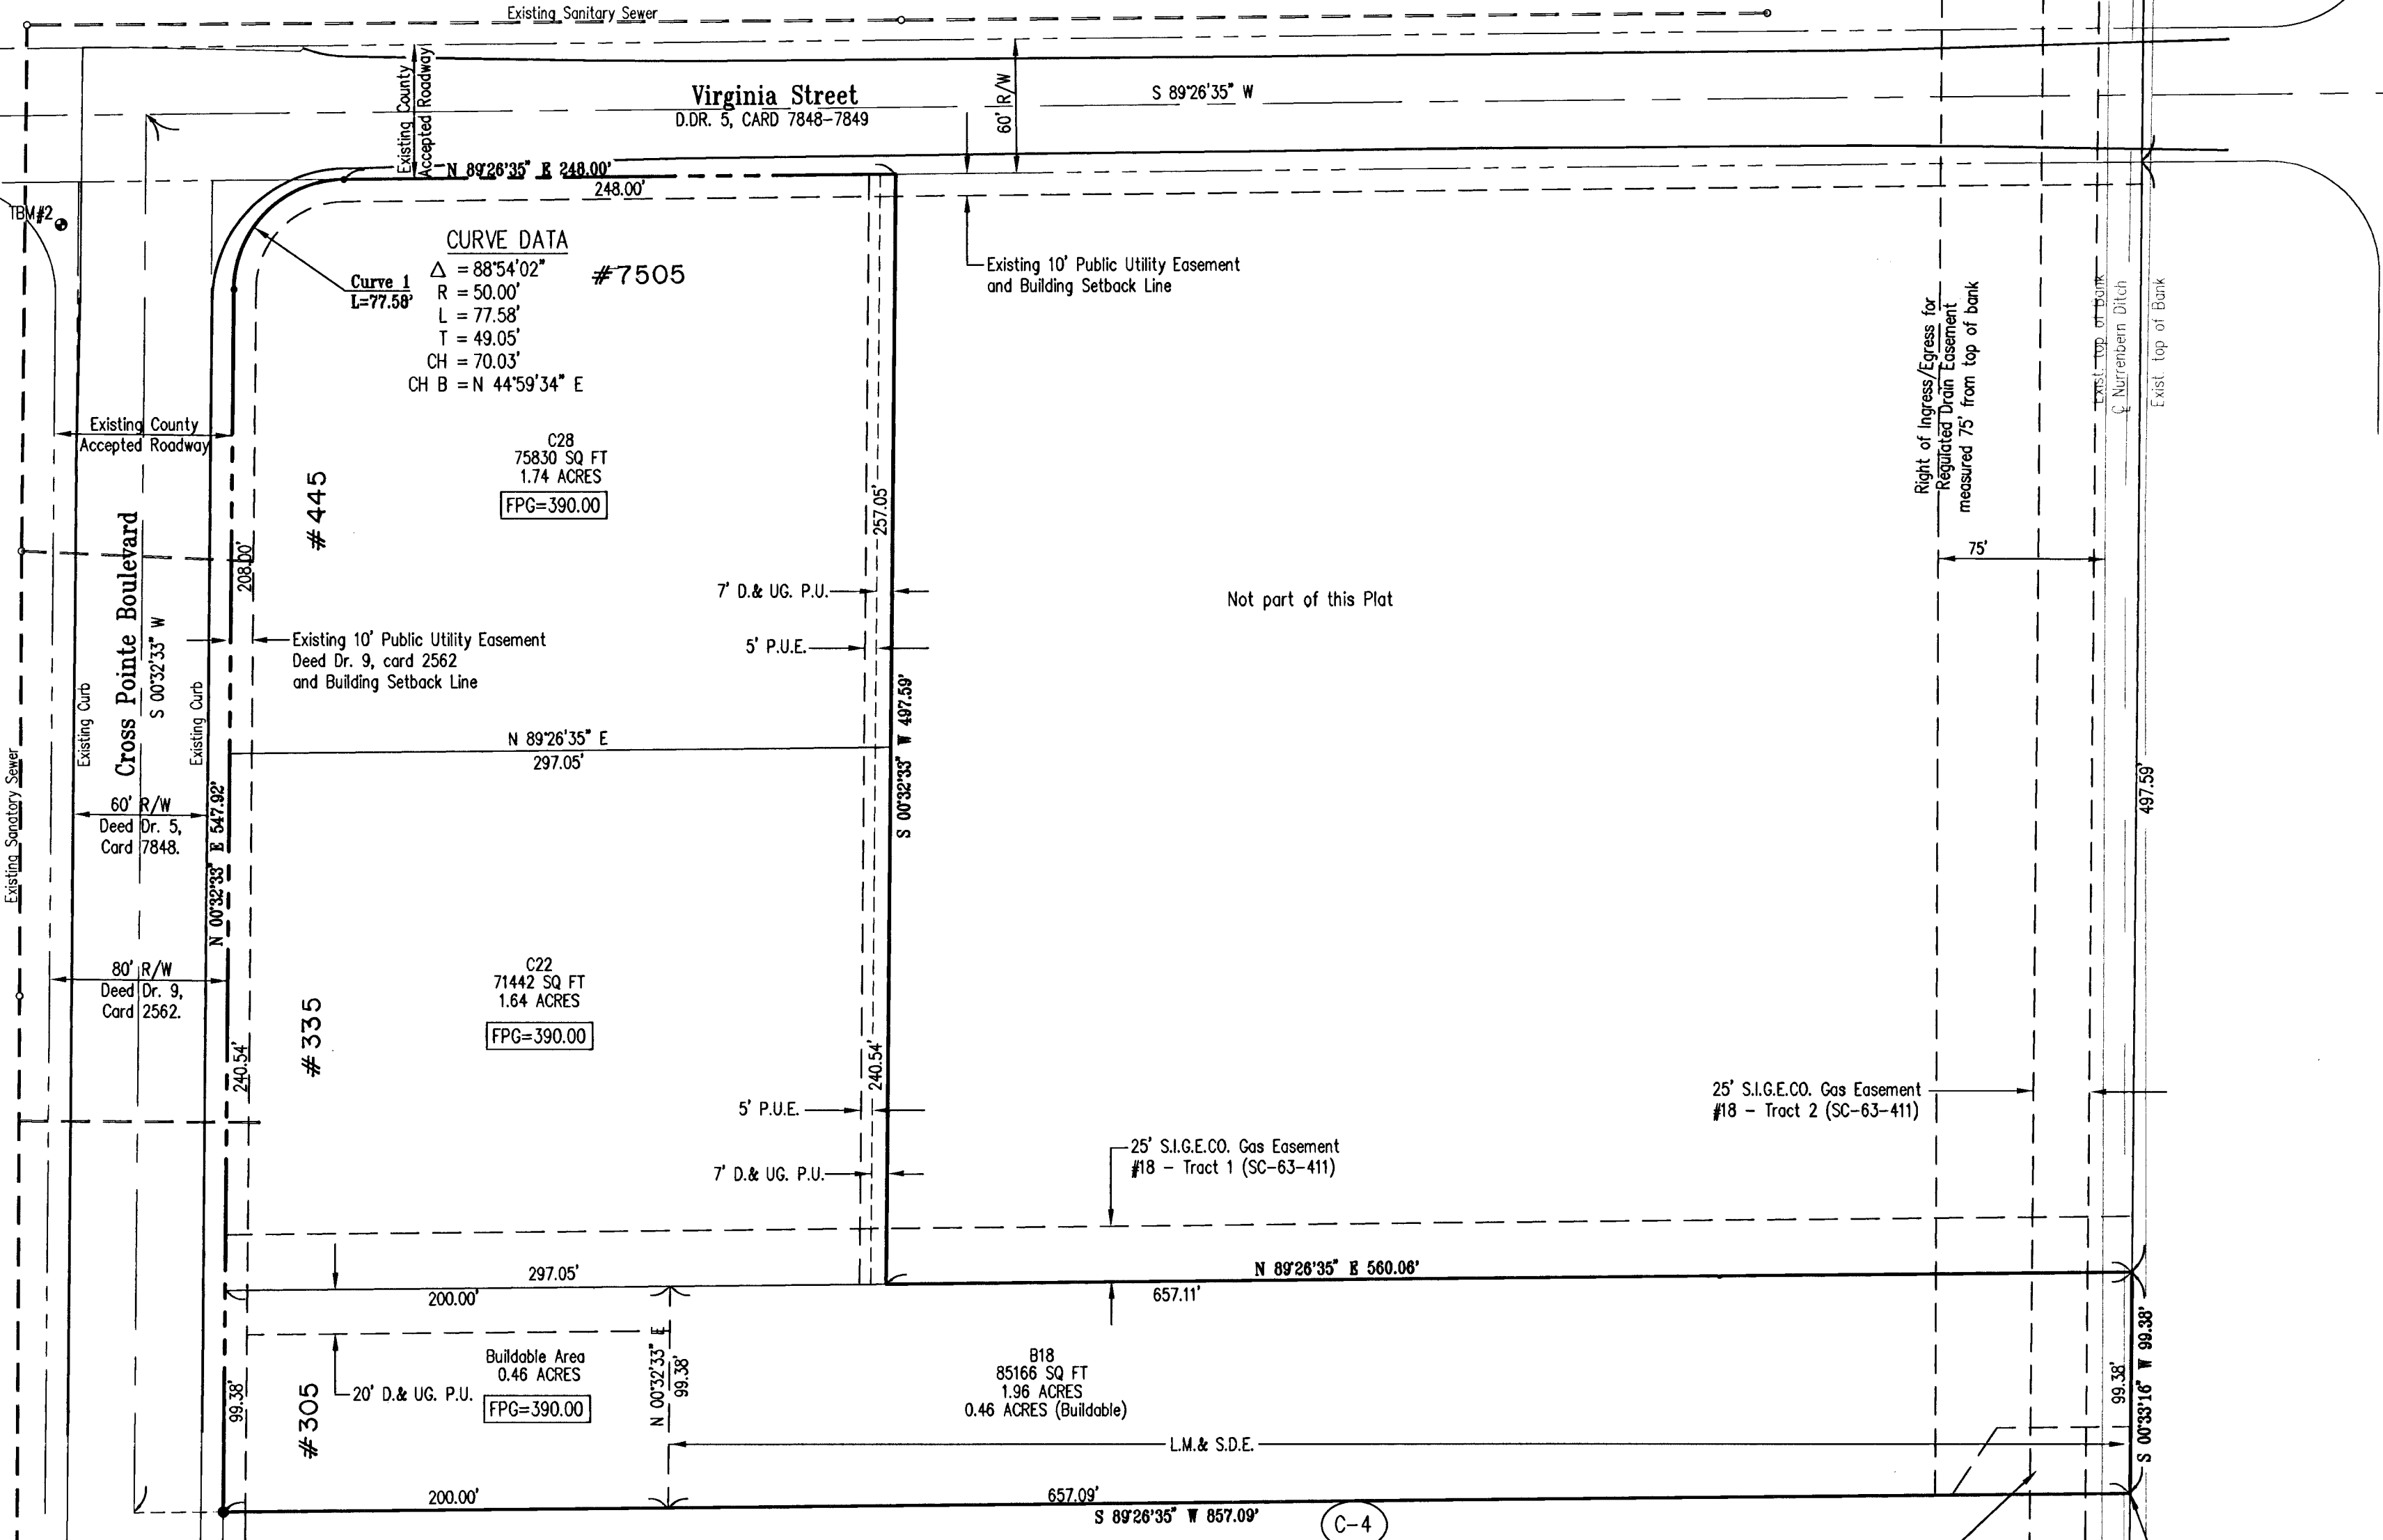 Existing Sanitary Sewer
Existing County
Accepted Roadway
Virginia Street
D.DR. 5, CARD 7848-7849
60' R/W
S 89°26'35" W
N 89°26'35" E 248.00'
248.00'
TBM#2
CURVE DATA
Δ = 88°54'02"
R = 50.00'
L = 77.58'
T = 49.05'
CH = 70.03'
CH B = N 44°59'34" E
#7505
Curve 1
L=77.58'
Existing 10' Public Utility Easement
and Building Setback Line
Right of Ingress/Egress for
Regulated Drain Easement
measured 75' from top of bank
Exist. top of Bank
℄ Nurrenbern Ditch
Exist. top of Bank
Existing County
Accepted Roadway
C28
75830 SQ FT
1.74 ACRES
FPG=390.00
#445
257.05'
208.00'
75'
Cross Pointe Boulevard
S 00°32'33" W
7' D.& UG. P.U.
5' P.U.E.
Not part of this Plat
Existing 10' Public Utility Easement
Deed Dr. 9, card 2562
and Building Setback Line
Existing Curb
Existing Curb
S 00°32'33" W 497.59'
N 89°26'35" E
297.05'
Existing Sanatory Sewer
60' R/W
Deed Dr. 5,
Card 7848.
N 00°32'33" E 547.92'
497.59'
80' R/W
Deed Dr. 9,
Card 2562.
C22
71442 SQ FT
1.64 ACRES
FPG=390.00
#335
240.54'
240.54'
5' P.U.E.
7' D.& UG. P.U.
25' S.I.G.E.CO. Gas Easement
#18 - Tract 2 (SC-63-411)
25' S.I.G.E.CO. Gas Easement
#18 - Tract 1 (SC-63-411)
297.05'
N 89°26'35" E 560.06'
200.00'
657.11'
Buildable Area
0.46 ACRES
FPG=390.00
20' D.& UG. P.U.
#305
99.38'
N 00°32'33" E
99.38'
B18
85166 SQ FT
1.96 ACRES
0.46 ACRES (Buildable)
L.M.& S.D.E.
99.38'
S 00°33'16" W 99.38'
200.00'
657.09'
S 89°26'35" W 857.09'
C-4